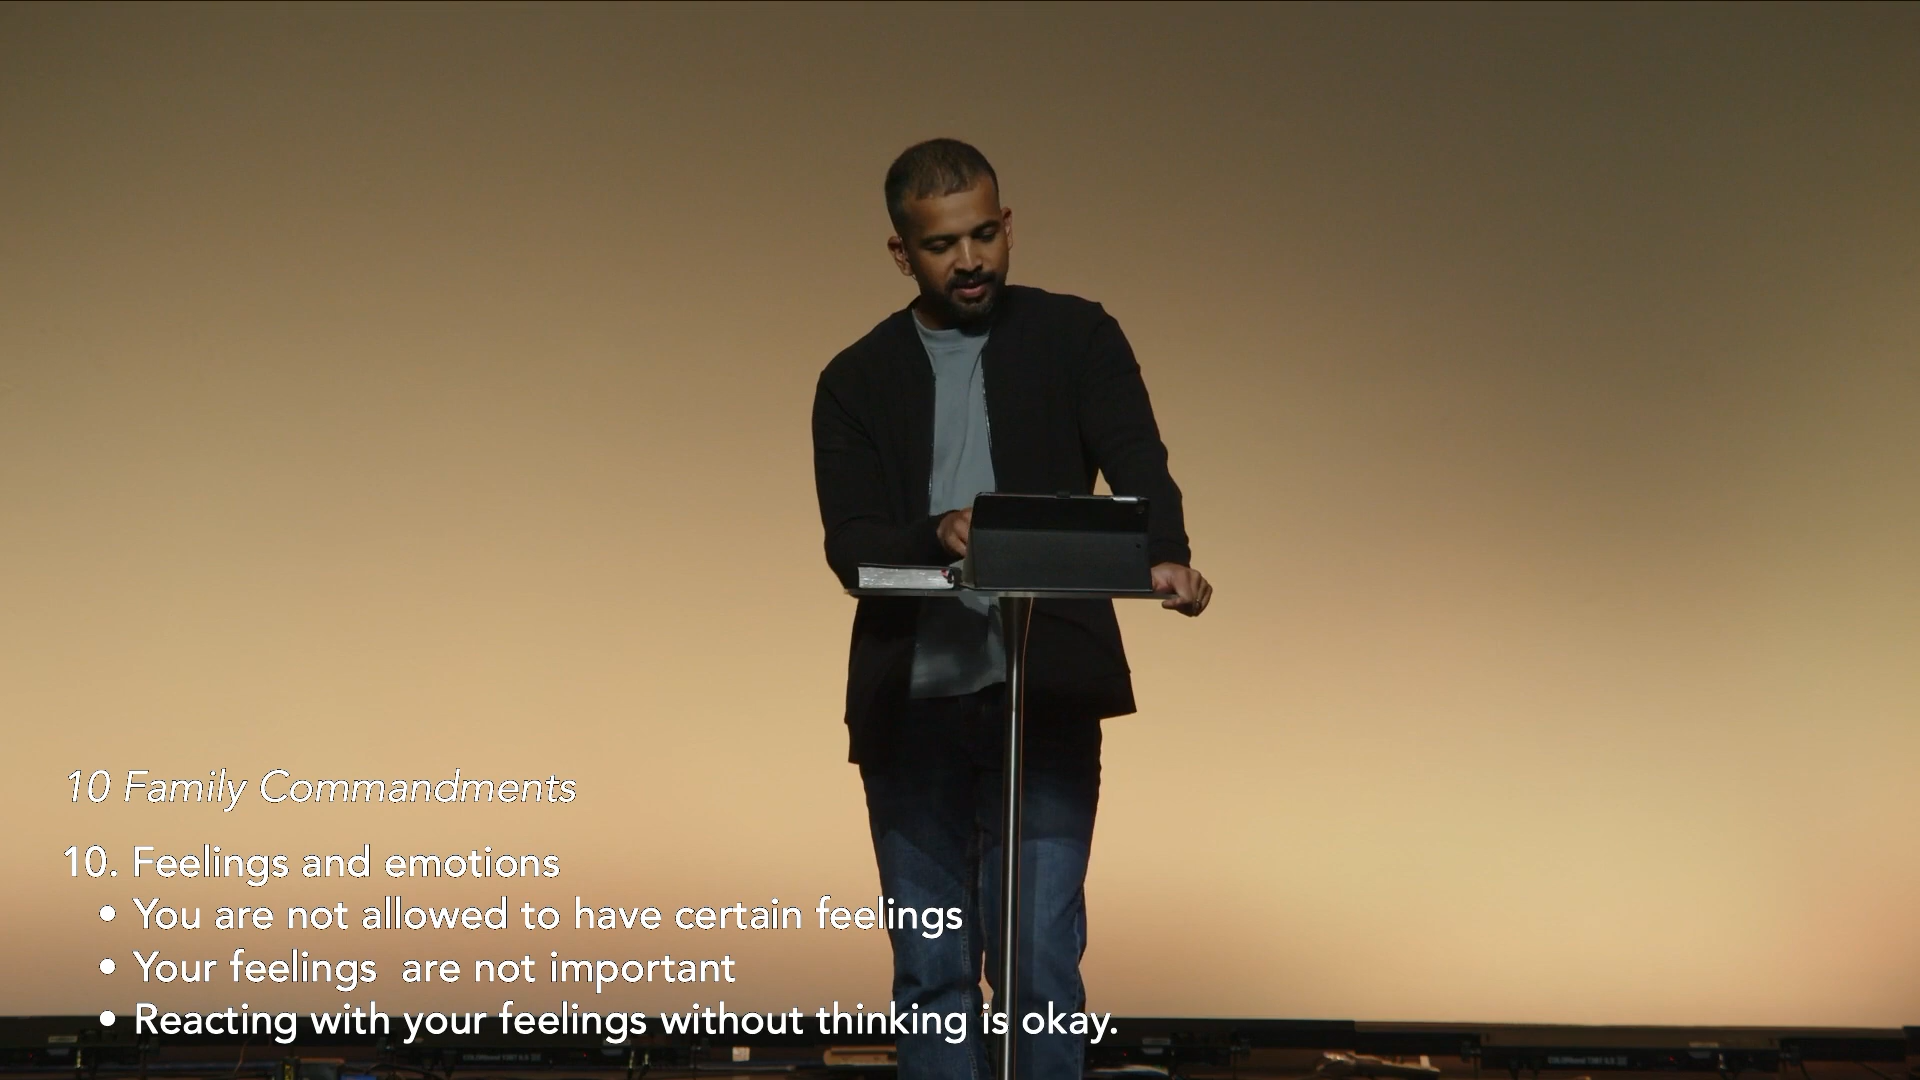 10 Family Commandments
10. Feelings and emotions
• You are not allowed to have certain feelings
• Your feelings  are not important
• Reacting with your feelings without thinking is okay.